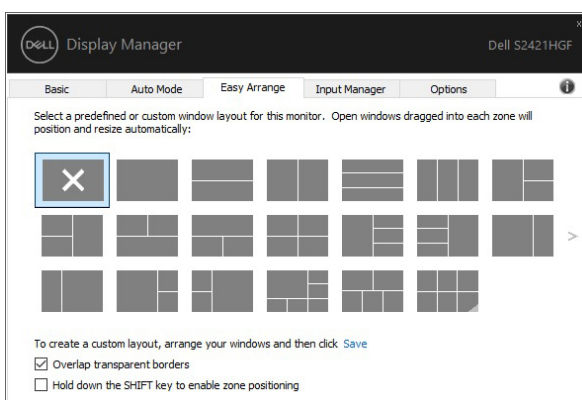 DELL Display Manager Dell S2421HGF
Basic Auto Mode Easy Arrange Input Manager Options
Select a predefined or custom window layout for this monitor. Open windows dragged into each zone will
position and resize automatically:
To create a custom layout, arrange your windows and then click Save
Overlap transparent borders
Hold down the SHIFT key to enable zone positioning